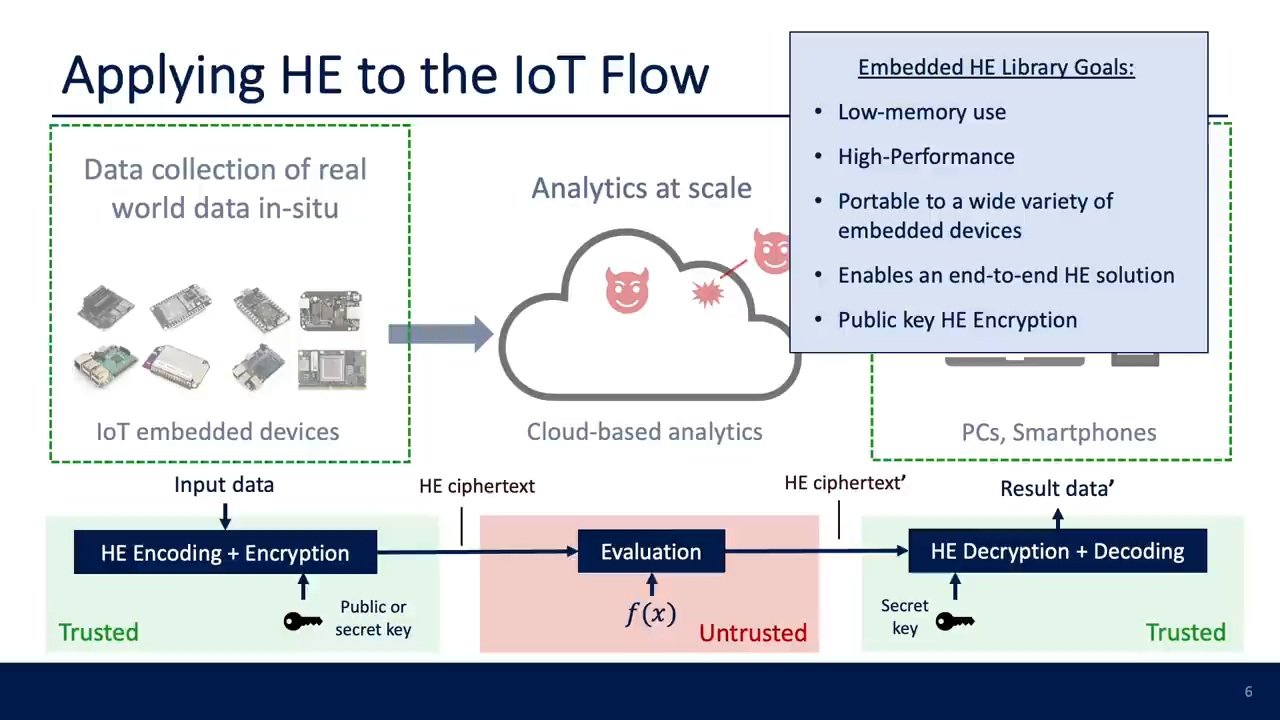 Applying HE to the IoT Flow
Embedded HE Library Goals:
• Low-memory use
• High-Performance
• Portable to a wide variety of
embedded devices
• Enables an end-to-end HE solution
• Public key HE Encryption
Data collection of real
world data in-situ
IoT embedded devices
Analytics at scale
Cloud-based analytics
PCs, Smartphones
Input data
HE ciphertext
HE ciphertext’
Result data’
HE Encoding + Encryption
Evaluation
HE Decryption + Decoding
Public or
secret key
f(x)
Secret
key
Trusted
Untrusted
Trusted
6